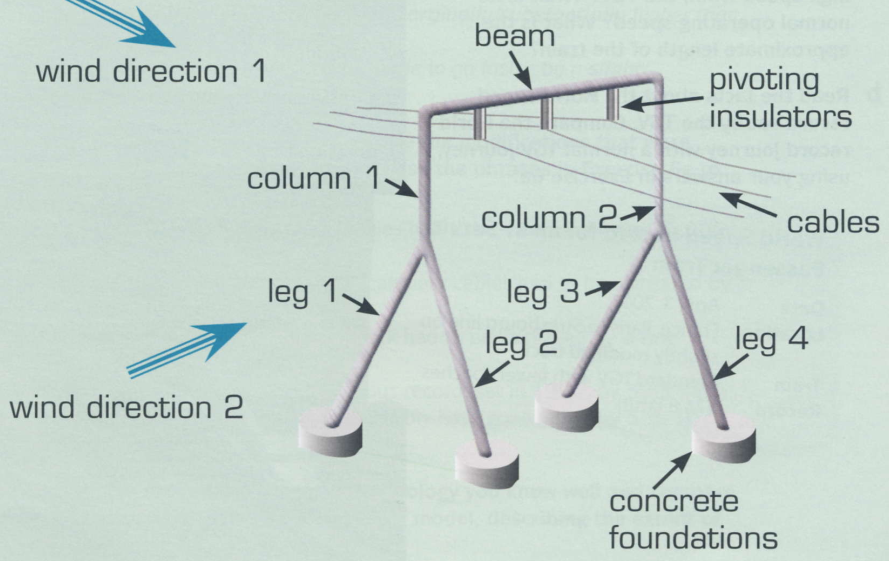 wind direction 1
beam
pivoting
insulators
column 1
column 2
cables
leg 1
leg 3
leg 2
leg 4
wind direction 2
concrete
foundations